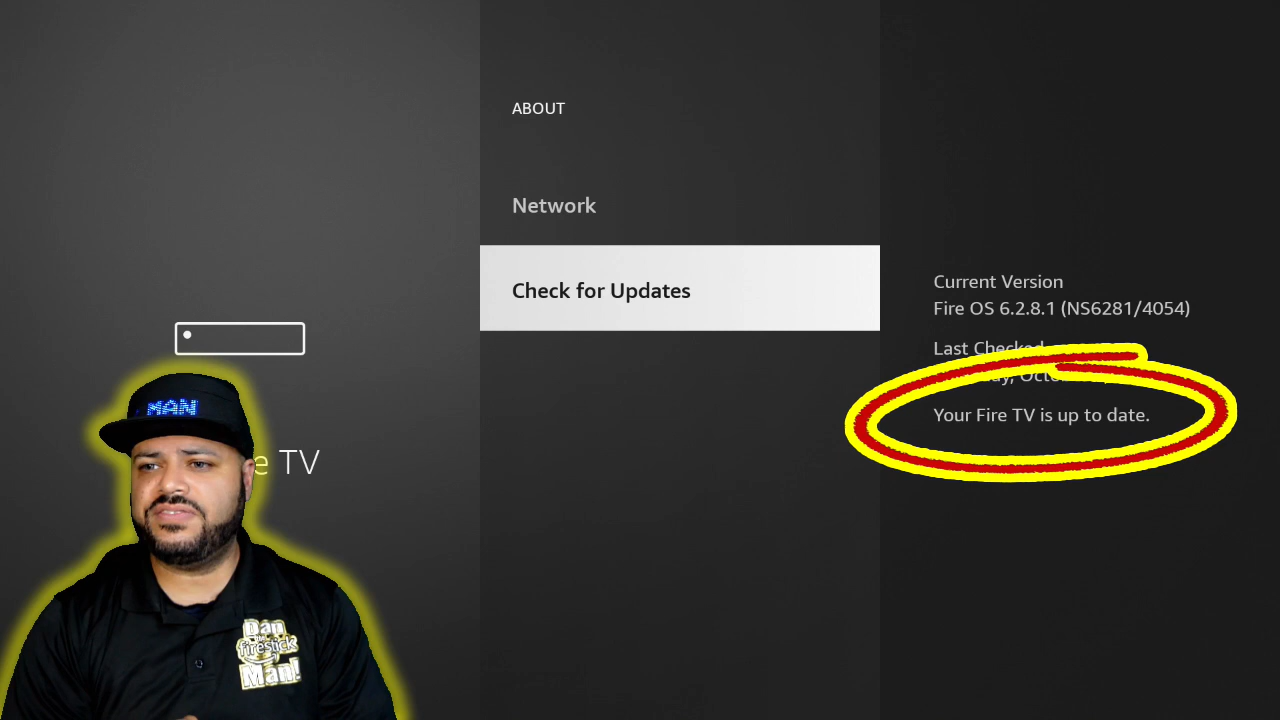 ABOUT
Network
Check for Updates
Current Version
Fire OS 6.2.8.1 (NS6281/4054)
Last Checked
Your Fire TV is up to date.
TV
MAN
Dan
the
firestick
Man!